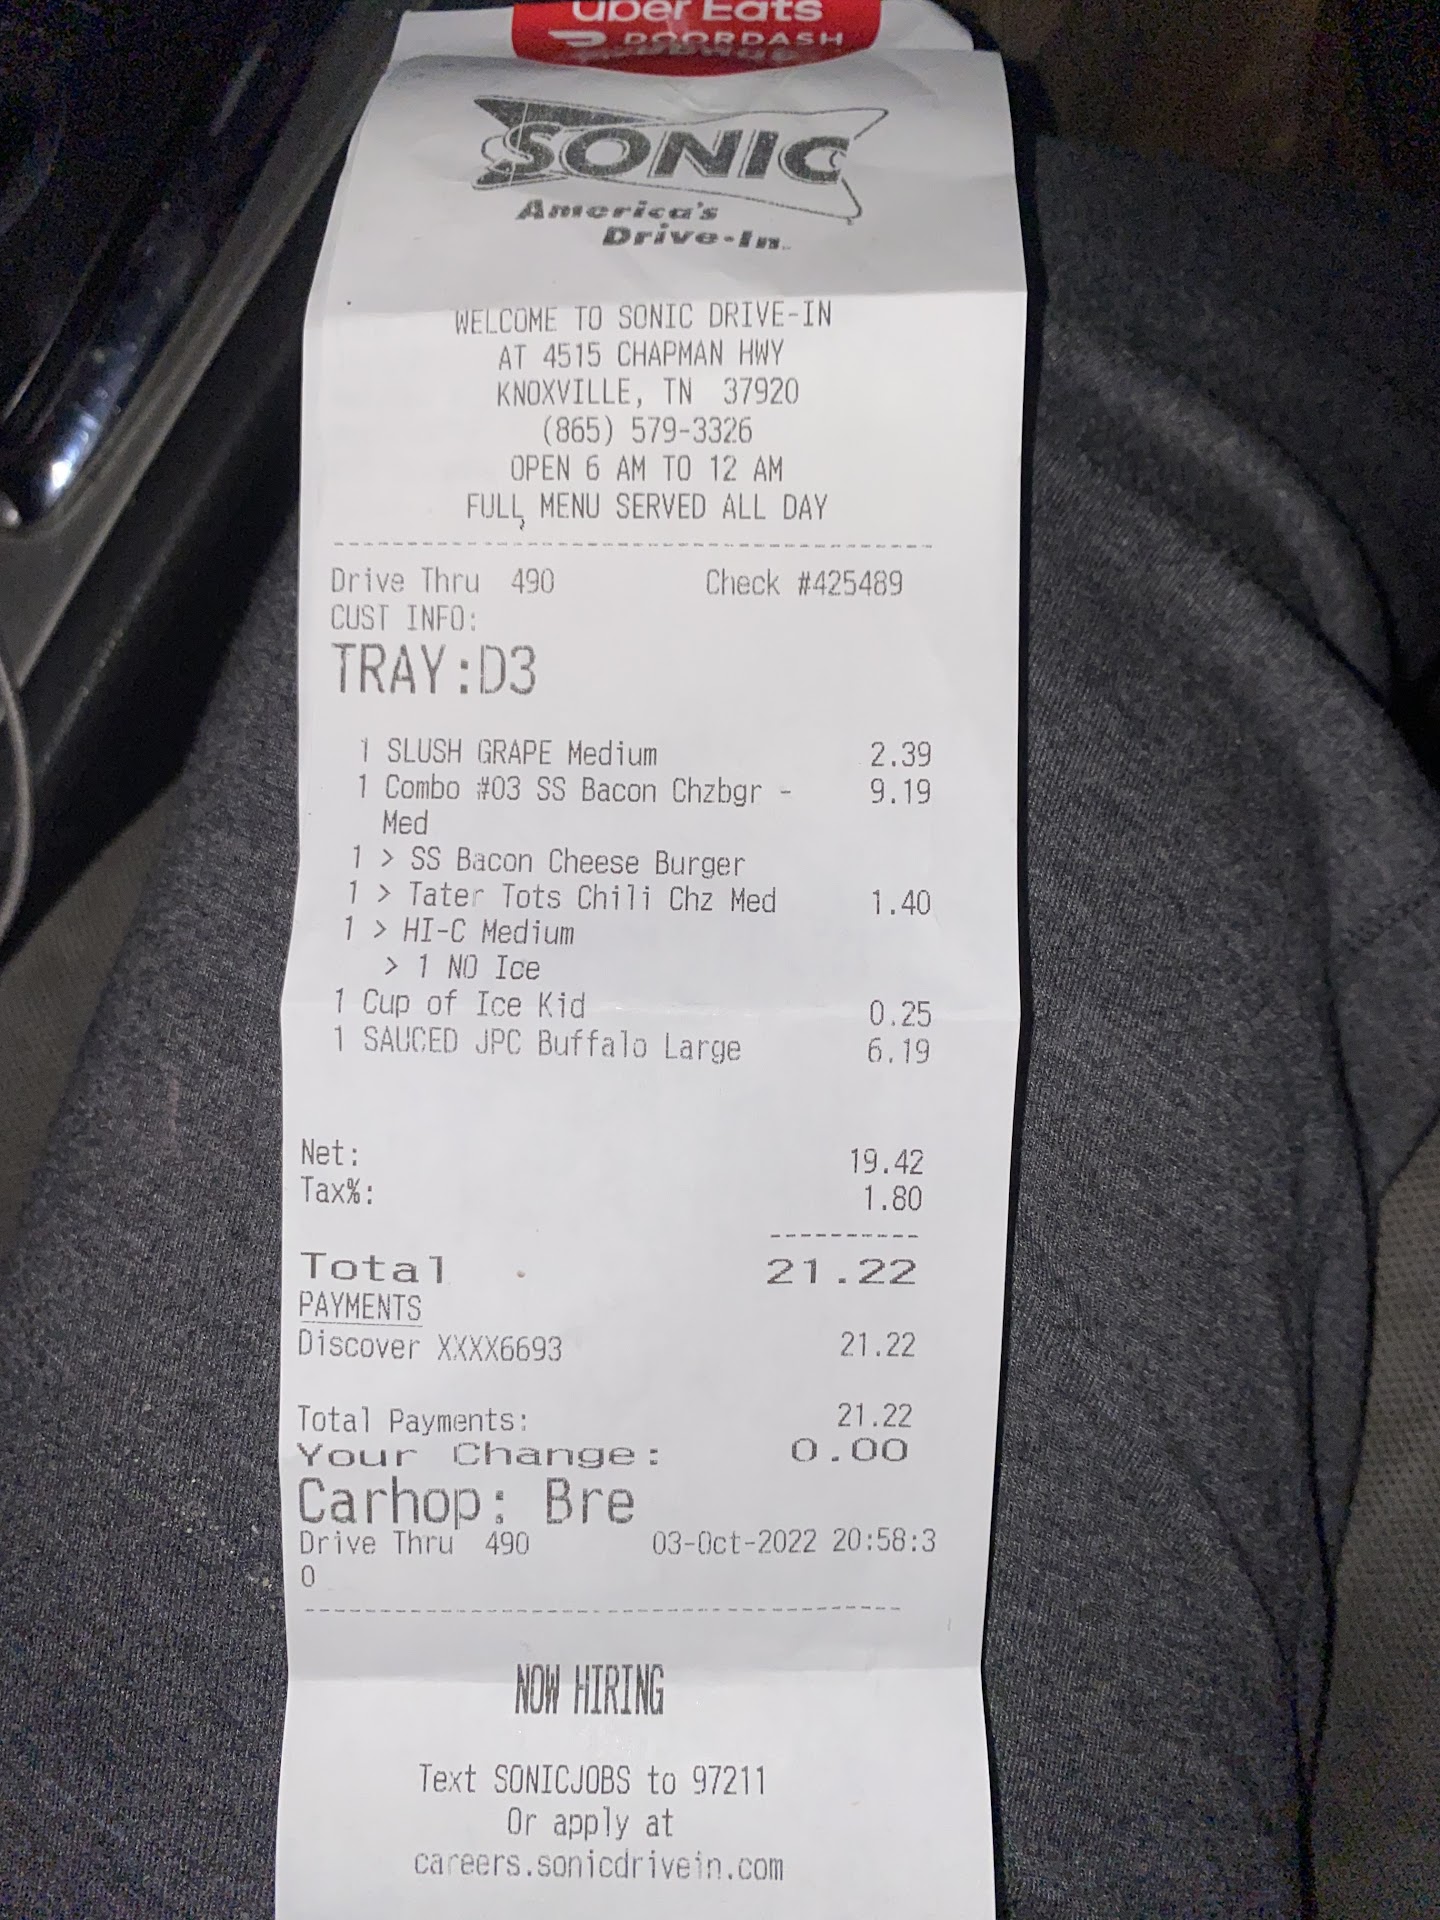 Uber Eats
DOORDASH
SONIC
America's
Drive-In
WELCOME TO SONIC DRIVE-IN
AT 4515 CHAPMAN HWY
KNOXVILLE, TN 37920
(865) 579-3326
OPEN 6 AM TO 12 AM
FULL MENU SERVED ALL DAY
Drive Thru 490 Check #425489
CUST INFO:
TRAY:D3
1 SLUSH GRAPE Medium 2.39
1 Combo #03 SS Bacon Chzbgr - 9.19
Med
1 > SS Bacon Cheese Burger
1 > Tater Tots Chili Chz Med 1.40
1 > HI-C Medium
> 1 NO Ice
1 Cup of Ice Kid 0.25
1 SAUCED JPC Buffalo Large 6.19
Net: 19.42
Tax%: 1.80
Total 21.22
PAYMENTS
Discover XXXX6693 21.22
Total Payments: 21.22
Your Change: 0.00
Carhop: Bre
Drive Thru 490 03-Oct-2022 20:58:3
0
NOW HIRING
Text SONICJOBS to 97211
Or apply at
careers.sonicdrivein.com